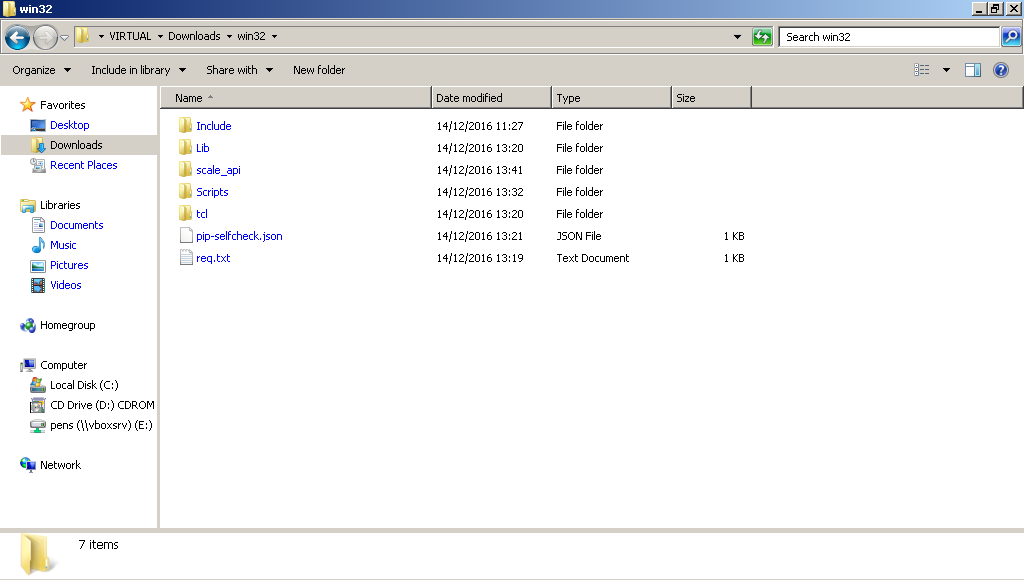 win32
VIRTUAL Downloads win32 Search win32
Organize Include in library Share with New folder
Favorites
Desktop
Downloads
Recent Places
Libraries
Documents
Music
Pictures
Videos
Homegroup
Computer
Local Disk (C:)
CD Drive (D:) CDROM
pens (\\vboxsrv) (E:)
Network
Name Date modified Type Size
Include 14/12/2016 11:27 File folder
Lib 14/12/2016 13:20 File folder
scale_api 14/12/2016 13:41 File folder
Scripts 14/12/2016 13:32 File folder
tcl 14/12/2016 13:20 File folder
pip-selfcheck.json 14/12/2016 13:21 JSON File 1 KB
req.txt 14/12/2016 13:19 Text Document 1 KB
7 items